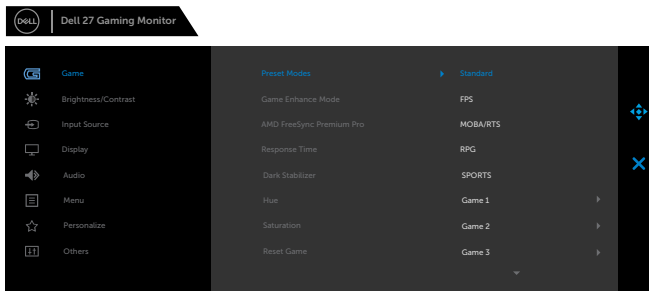 DELL
Dell 27 Gaming Monitor
Game
Preset Modes
Standard
Brightness/Contrast
Game Enhance Mode
FPS
Input Source
AMD FreeSync Premium Pro
MOBA/RTS
Display
Response Time
RPG
Audio
Dark Stabilizer
SPORTS
Menu
Hue
Game 1
Personalize
Saturation
Game 2
Others
Reset Game
Game 3